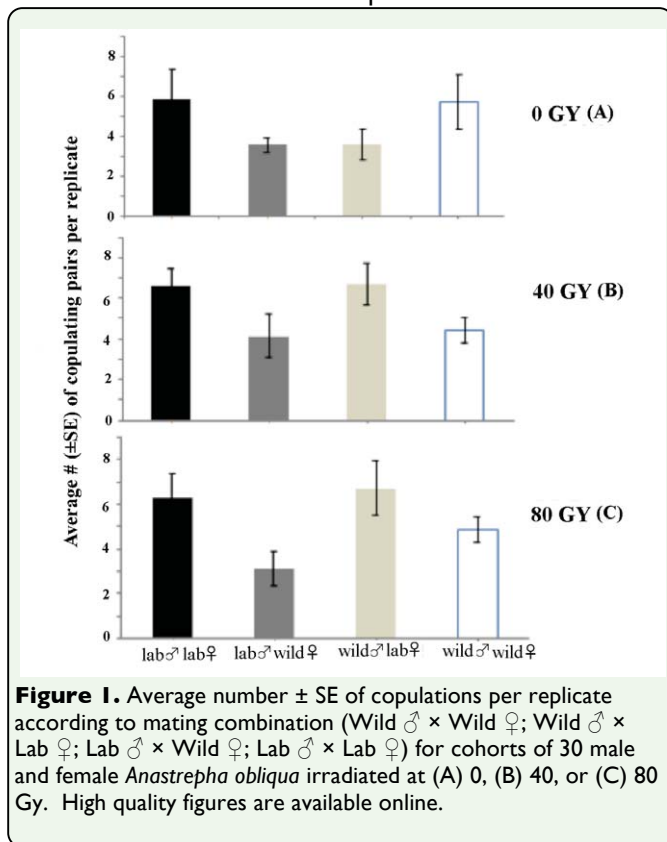 8
6
4
2
0
0 GY (A)
8
6
4
2
0
40 GY (B)
8
6
4
2
0
80 GY (C)
Average # (±SE) of copulating pairs per replicate
lab♂ lab♀ lab♂ wild♀ wild♂ lab♀ wild♂ wild♀
Figure 1. Average number ± SE of copulations per replicate
according to mating combination (Wild ♂ × Wild ♀; Wild ♂ ×
Lab ♀; Lab ♂ × Wild ♀; Lab ♂ × Lab ♀) for cohorts of 30 male
and female Anastrepha obliqua irradiated at (A) 0, (B) 40, or (C) 80
Gy. High quality figures are available online.